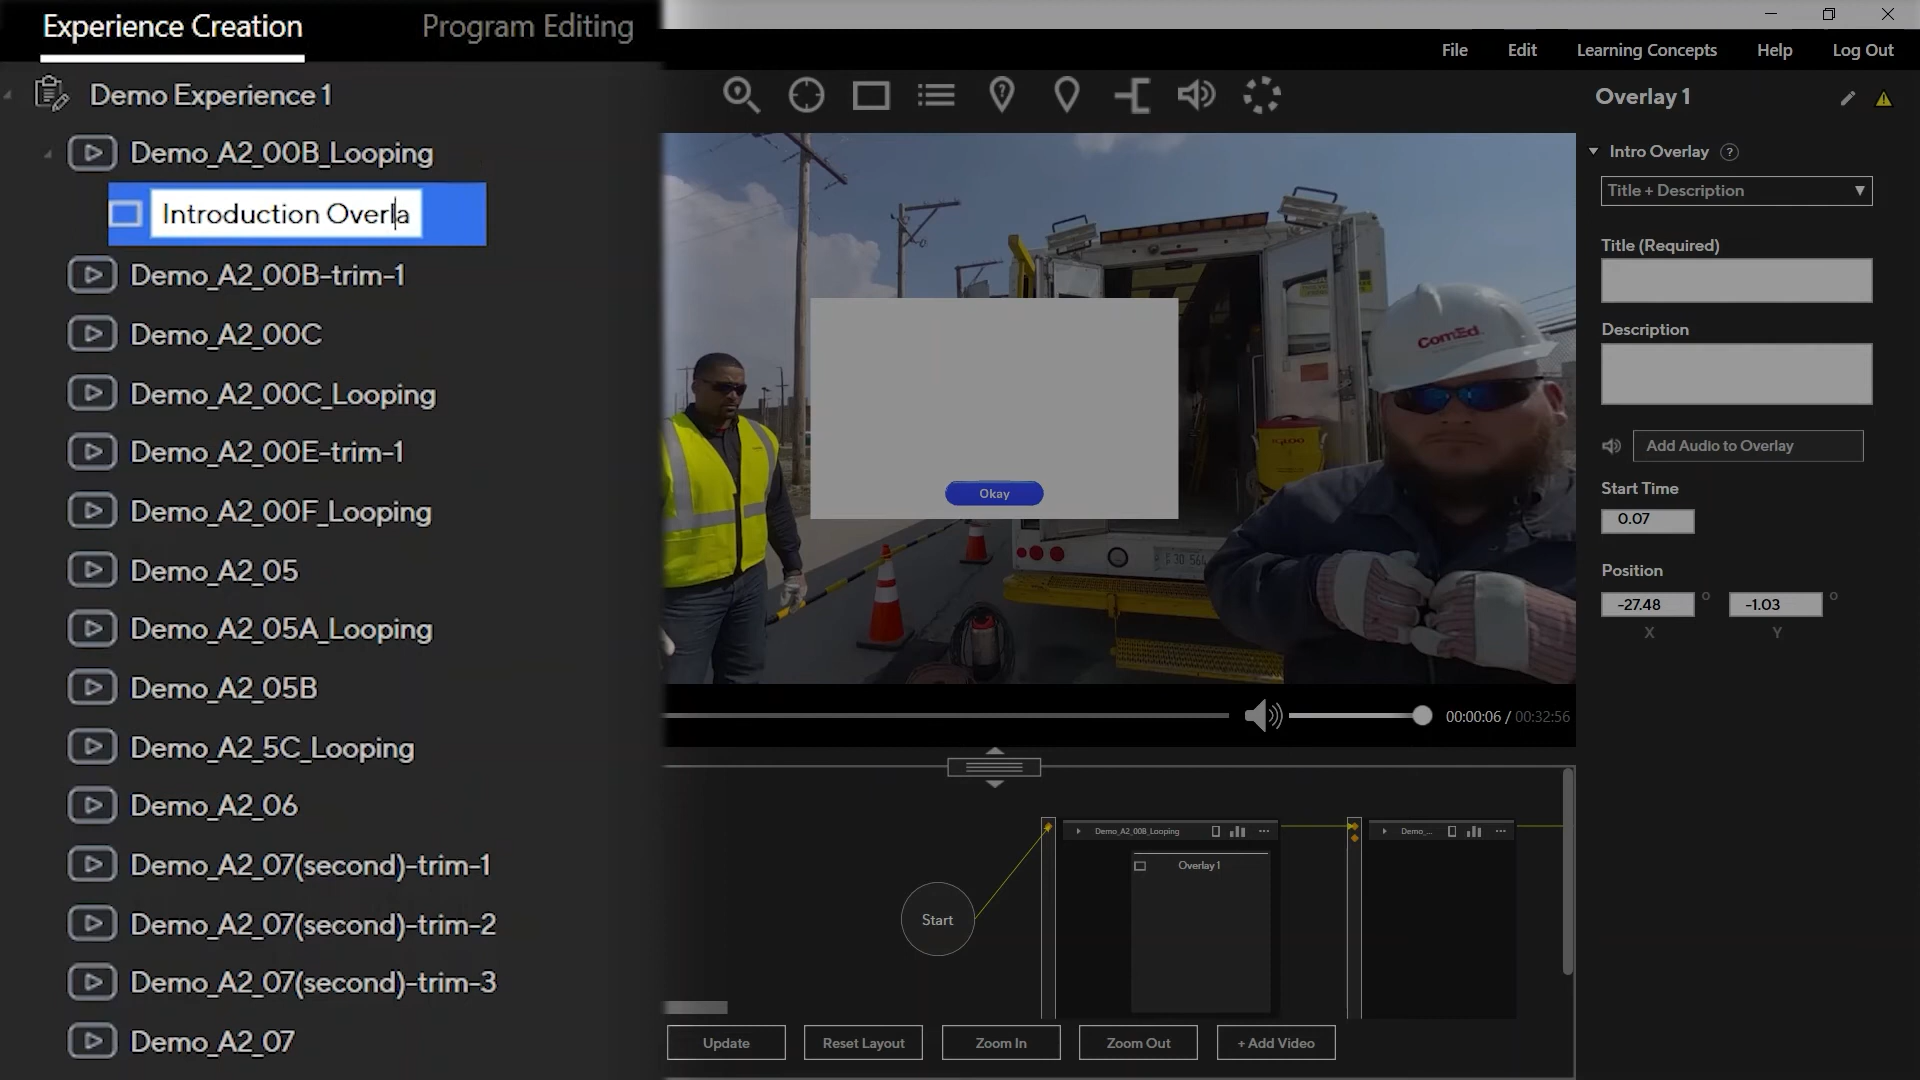 Experience Creation
Program Editing
File
Edit
Learning Concepts
Help
Log Out
Demo Experience 1
Demo_A2_00B_Looping
Introduction Overla
Demo_A2_00B-trim-1
Demo_A2_00C
Demo_A2_00C_Looping
Demo_A2_00E-trim-1
Demo_A2_00F_Looping
Demo_A2_05
Demo_A2_05A_Looping
Demo_A2_05B
Demo_A2_5C_Looping
Demo_A2_06
Demo_A2_07(second)-trim-1
Demo_A2_07(second)-trim-2
Demo_A2_07(second)-trim-3
Demo_A2_07
ComEd
IGLOO
Okay
00:00:06 / 00:32:56
Demo_A2_00B_Looping
...
Demo_...
...
Overlay 1
Start
Update
Reset Layout
Zoom In
Zoom Out
+ Add Video
Overlay 1
Intro Overlay ?
Title + Description
Title (Required)
Description
Add Audio to Overlay
Start Time
0.07
Position
-27.48 °
-1.03 °
X
Y